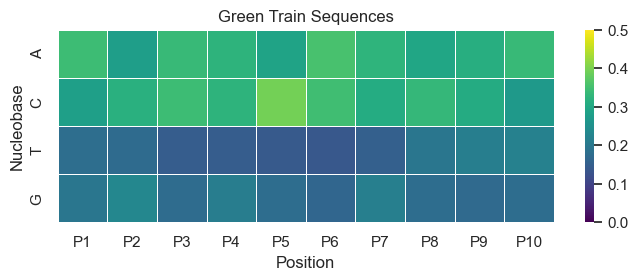 Green Train Sequences
Nucleobase
A
C
T
G
P1 P2 P3 P4 P5 P6 P7 P8 P9 P10
Position
0.5
0.4
0.3
0.2
0.1
0.0